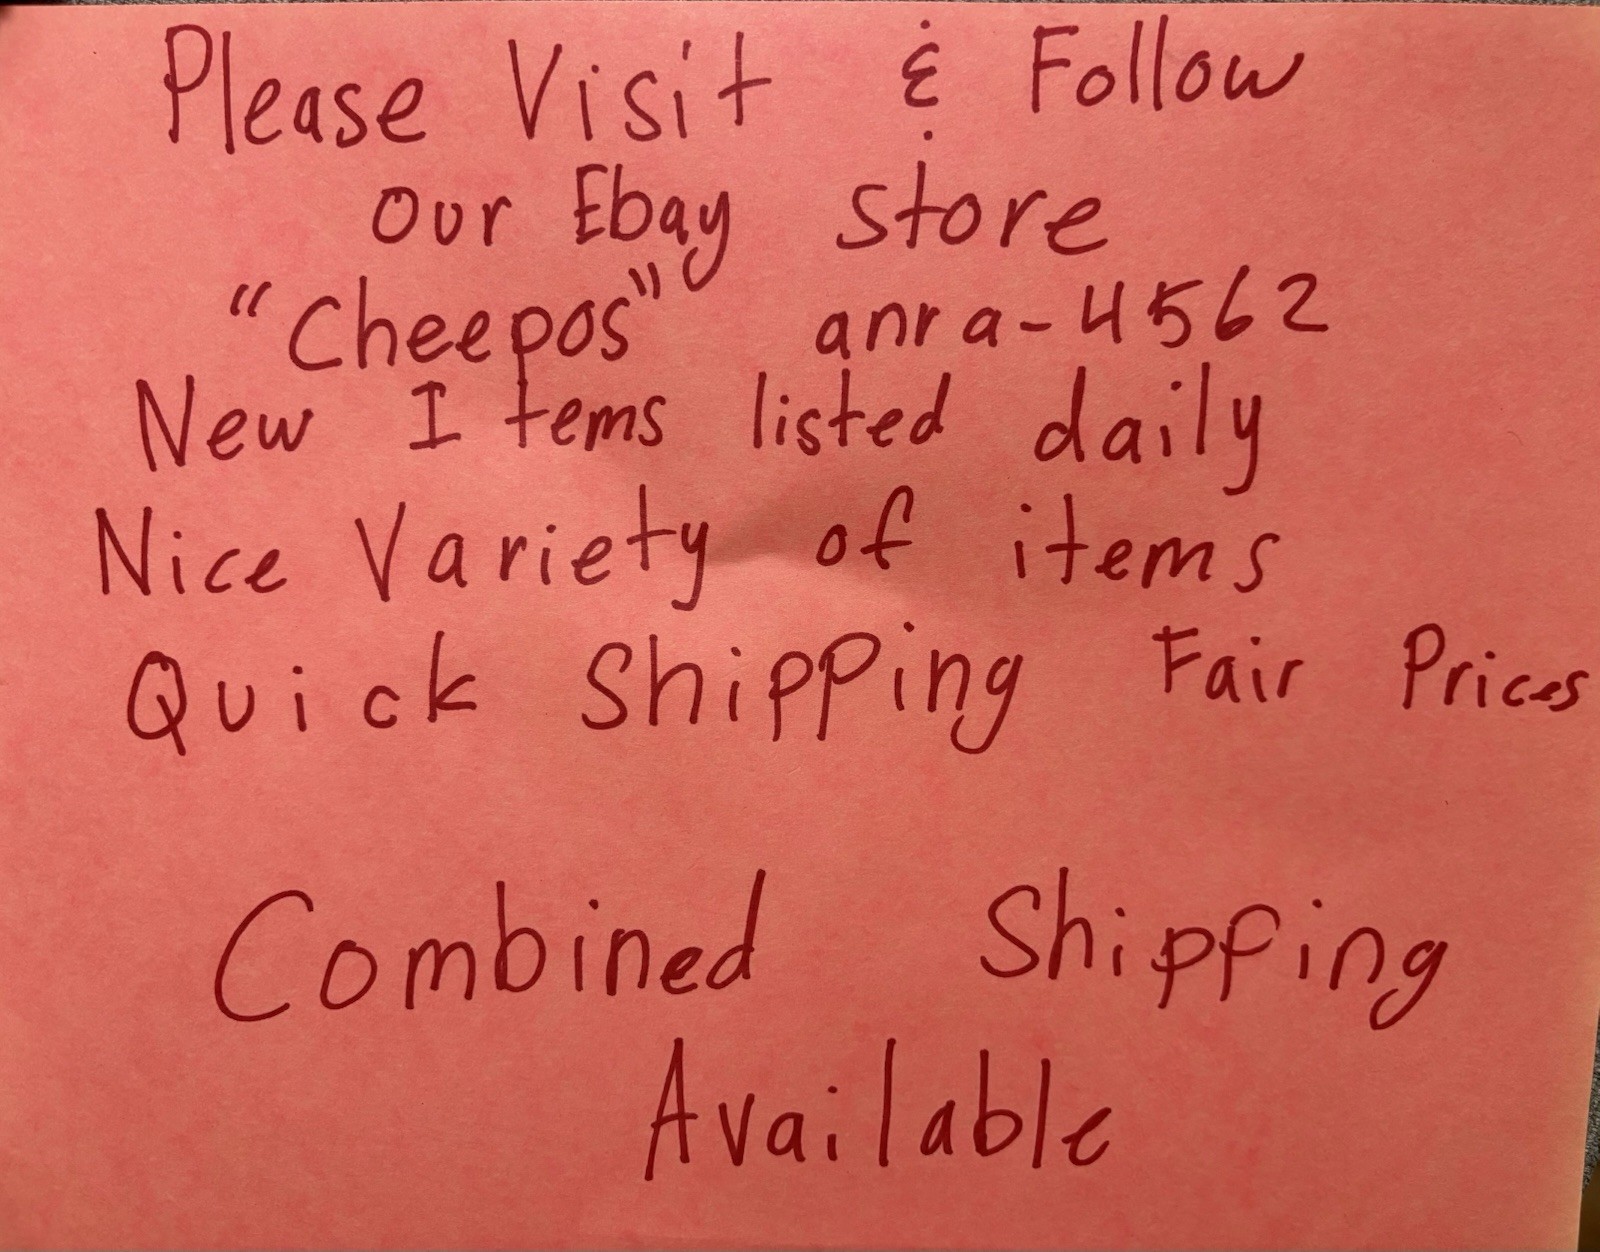 Please Visit & Follow
our Ebay store
"Cheepos" anra-4562
New Items listed daily
Nice Variety of items
Quick Shipping Fair Prices
Combined Shipping
Available